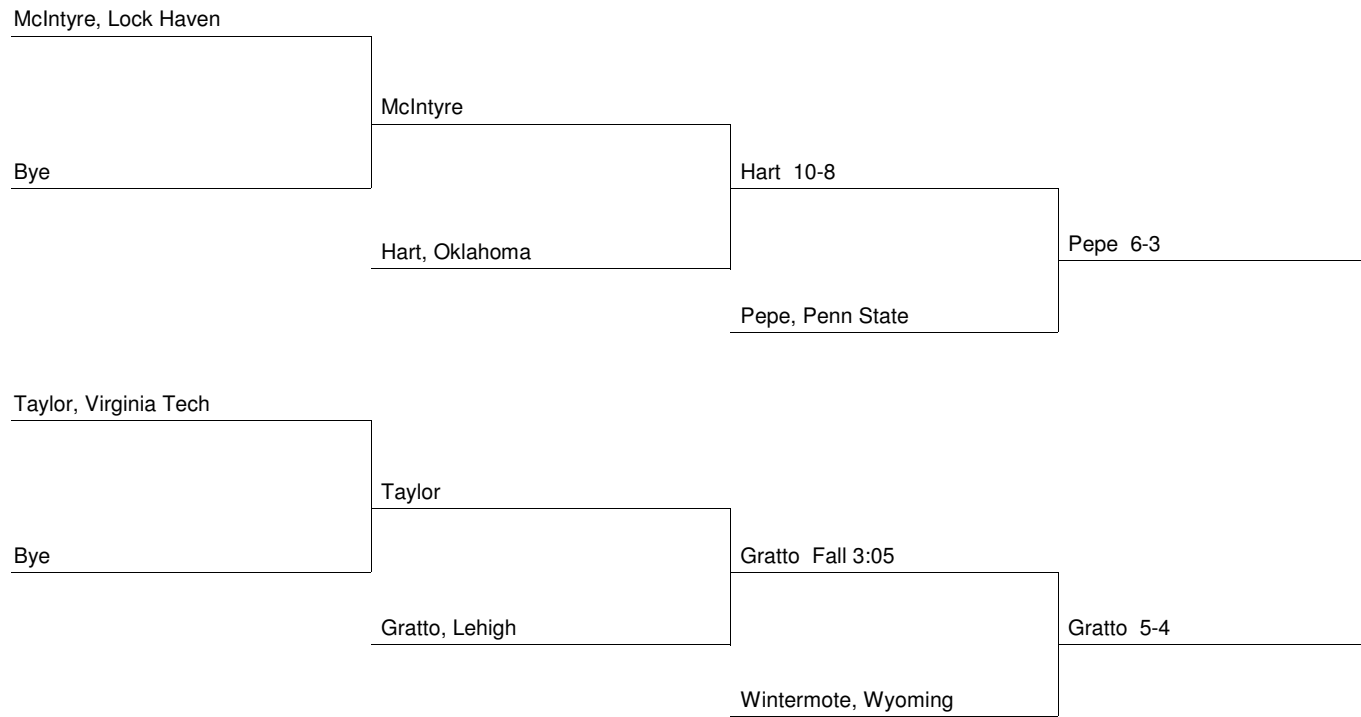 McIntyre, Lock Haven
McIntyre
Bye
Hart  10-8
Hart, Oklahoma
Pepe  6-3
Pepe, Penn State
Taylor, Virginia Tech
Taylor
Bye
Gratto  Fall 3:05
Gratto, Lehigh
Gratto  5-4
Wintermote, Wyoming